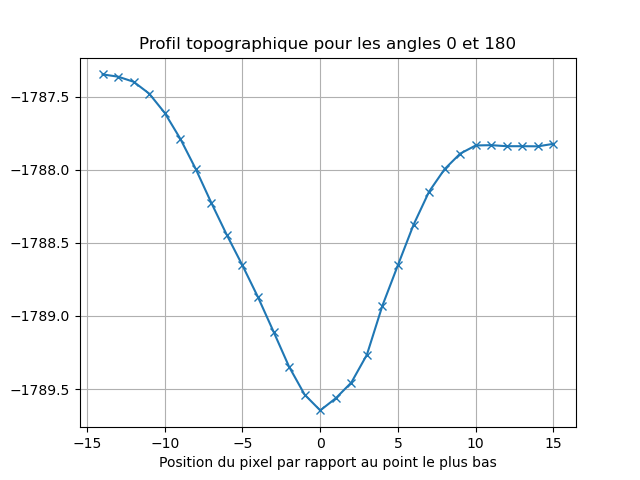 Profil topographique pour les angles 0 et 180
−1787.5
−1788.0
−1788.5
−1789.0
−1789.5
−15 −10 −5 0 5 10 15
Position du pixel par rapport au point le plus bas